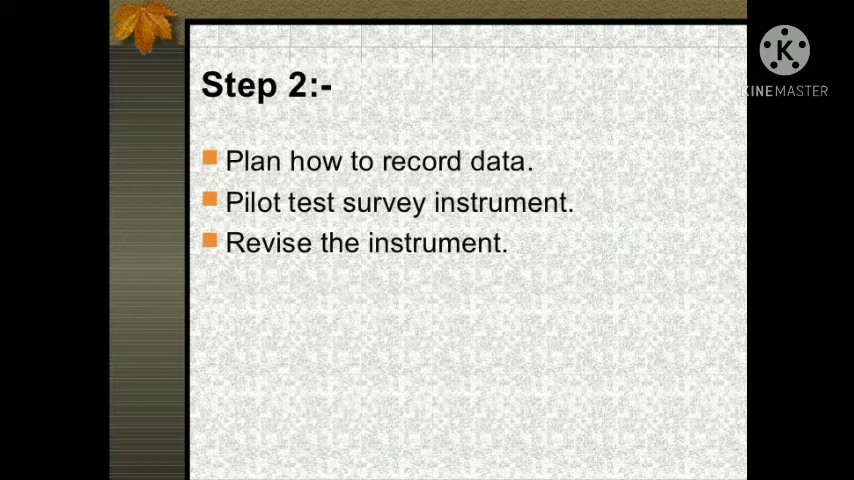 Step 2:-
Plan how to record data.
Pilot test survey instrument.
Revise the instrument.
K
KINEMASTER